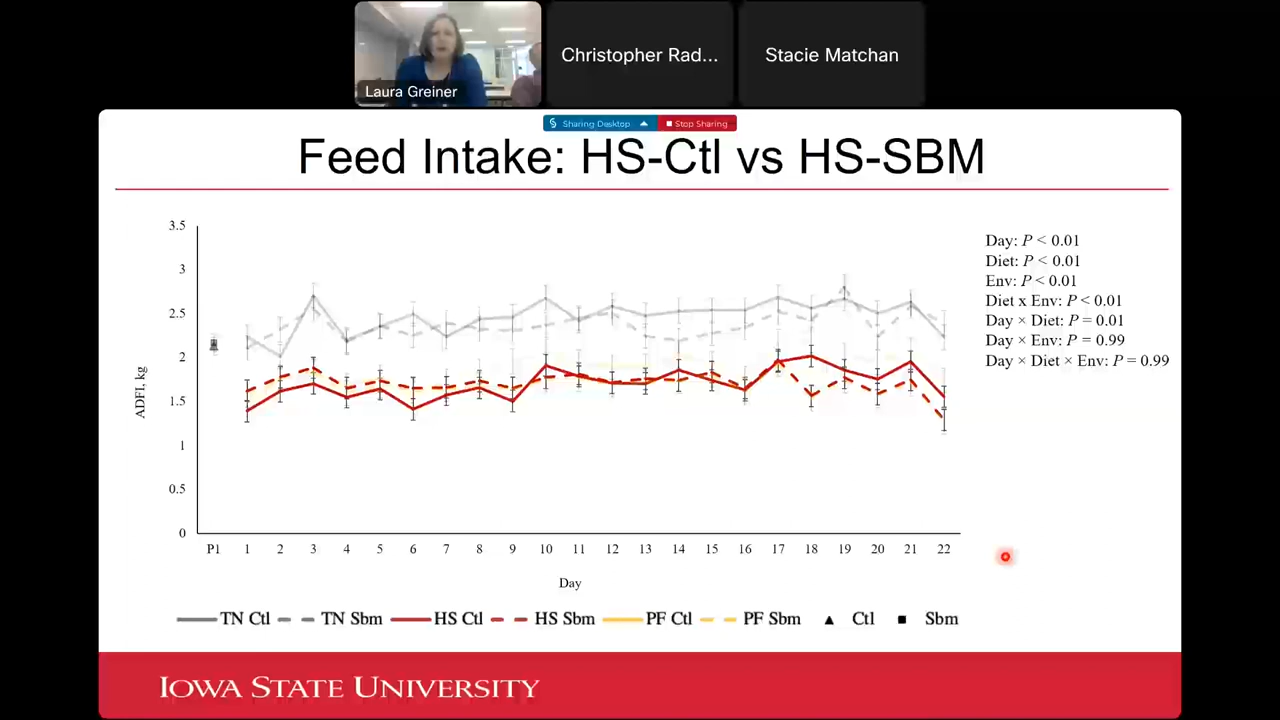 Laura Greiner
Christopher Rad...
Stacie Matchan
Sharing Desktop
Stop Sharing
Feed Intake: HS-Ctl vs HS-SBM
3.5
3
2.5
2
1.5
1
0.5
0
ADFI, kg
P1 1 2 3 4 5 6 7 8 9 10 11 12 13 14 15 16 17 18 19 20 21 22
Day
Day: P < 0.01
Diet: P < 0.01
Env: P < 0.01
Diet x Env: P < 0.01
Day × Diet: P = 0.01
Day × Env: P = 0.99
Day × Diet × Env: P = 0.99
TN Ctl TN Sbm HS Ctl HS Sbm PF Ctl PF Sbm Ctl Sbm
IOWA STATE UNIVERSITY